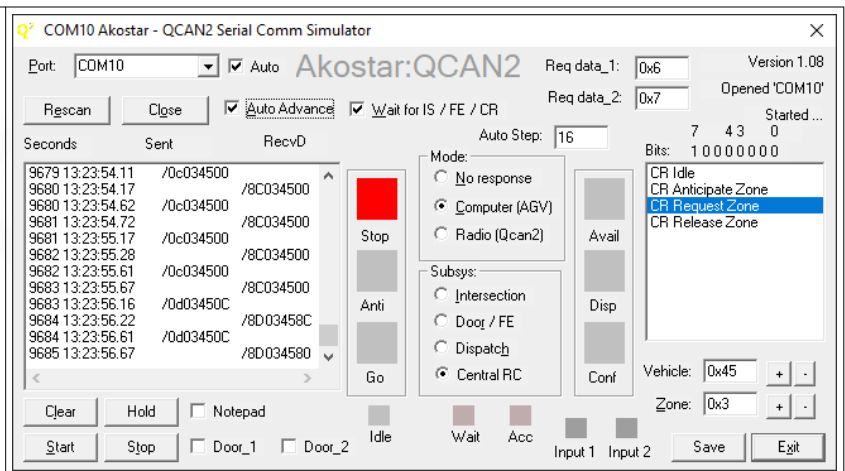 Q² COM10 Akostar - QCAN2 Serial Comm Simulator
Port: COM10 Auto Akostar:QCAN2 Req data_1: 0x6 Version 1.08
Req data_2: 0x7 Opened 'COM10'
Rescan Close Auto Advance Wait for IS / FE / CR Started ...
Auto Step: 16 7 4 3 0
Seconds Sent RecvD Bits: 1 0 0 0 0 0 0 0
9679 13:23:54.11 /0c034500
9680 13:23:54.17 /8C034500
9680 13:23:54.62 /0c034500
9681 13:23:54.72 /8C034500
9681 13:23:55.17 /0c034500
9682 13:23:55.28 /8C034500
9682 13:23:55.61 /0c034500
9683 13:23:55.67 /8C034500
9683 13:23:56.16 /0d03450C
9684 13:23:56.22 /8D03458C
9684 13:23:56.61 /0d03450C
9685 13:23:56.67 /8D034580
Stop
Anti
Go
Mode:
No response
Computer (AGV)
Radio (Qcan2)
Subsys:
Intersection
Door / FE
Dispatch
Central RC
Avail
Disp
Conf
CR Idle
CR Anticipate Zone
CR Request Zone
CR Release Zone
Vehicle: 0x45 + -
Zone: 0x3 + -
Clear Hold Notepad
Start Stop Door_1 Door_2 Idle Wait Acc Input 1 Input 2 Save Exit